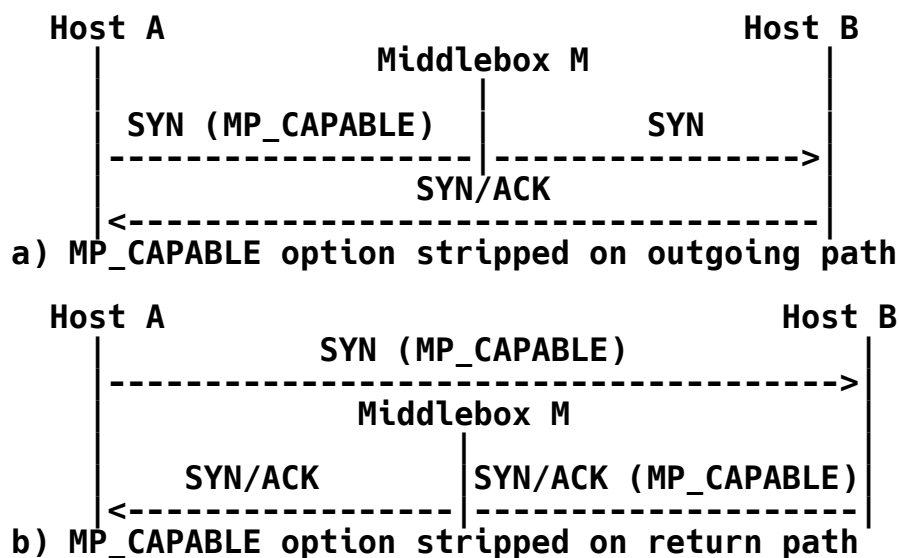 Host A Host B
Middlebox M
SYN (MP_CAPABLE) SYN
SYN/ACK
a) MP_CAPABLE option stripped on outgoing path
Host A Host B
SYN (MP_CAPABLE)
Middlebox M
SYN/ACK SYN/ACK (MP_CAPABLE)
b) MP_CAPABLE option stripped on return path